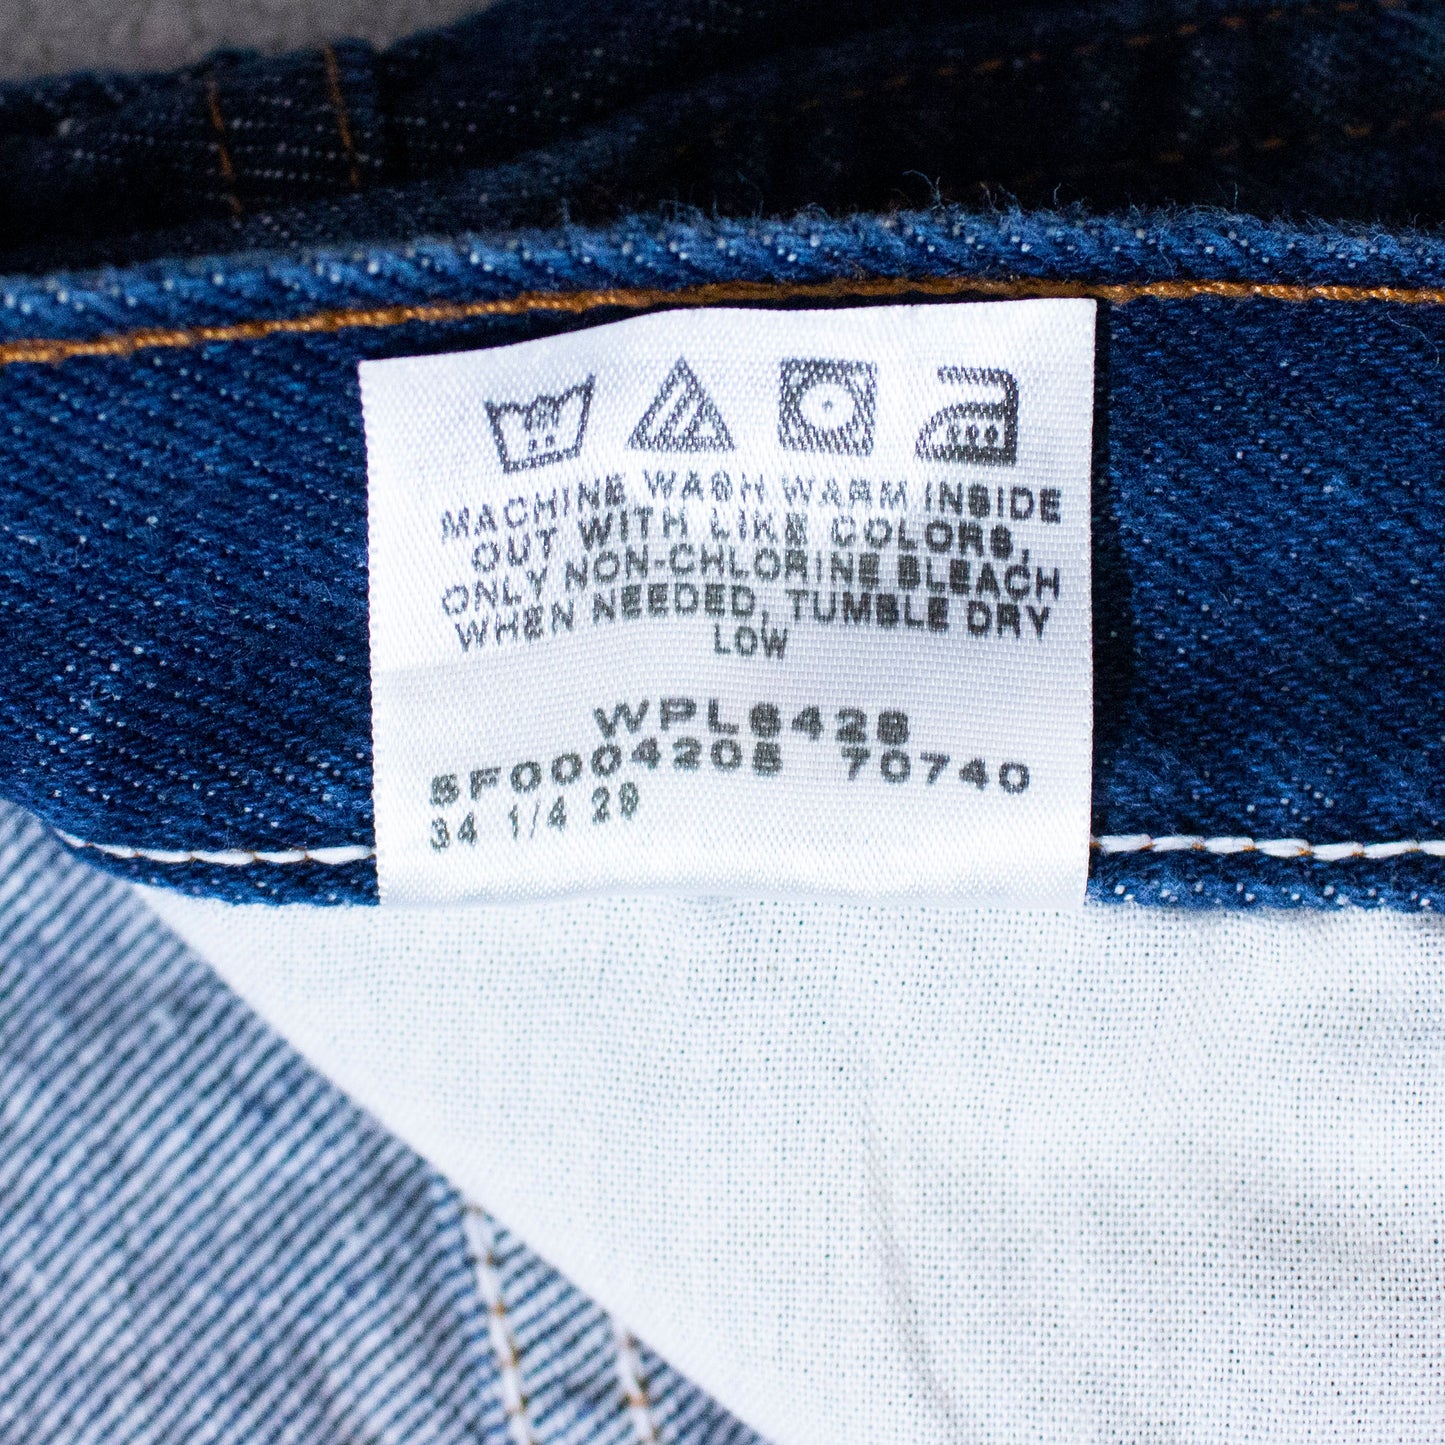 MACHINE WASH WARM INSIDE
OUT WITH LIKE COLORS,
ONLY NON-CHLORINE BLEACH
WHEN NEEDED, TUMBLE DRY
LOW
WPL8429
SF0004205 70740
34 1/4 29